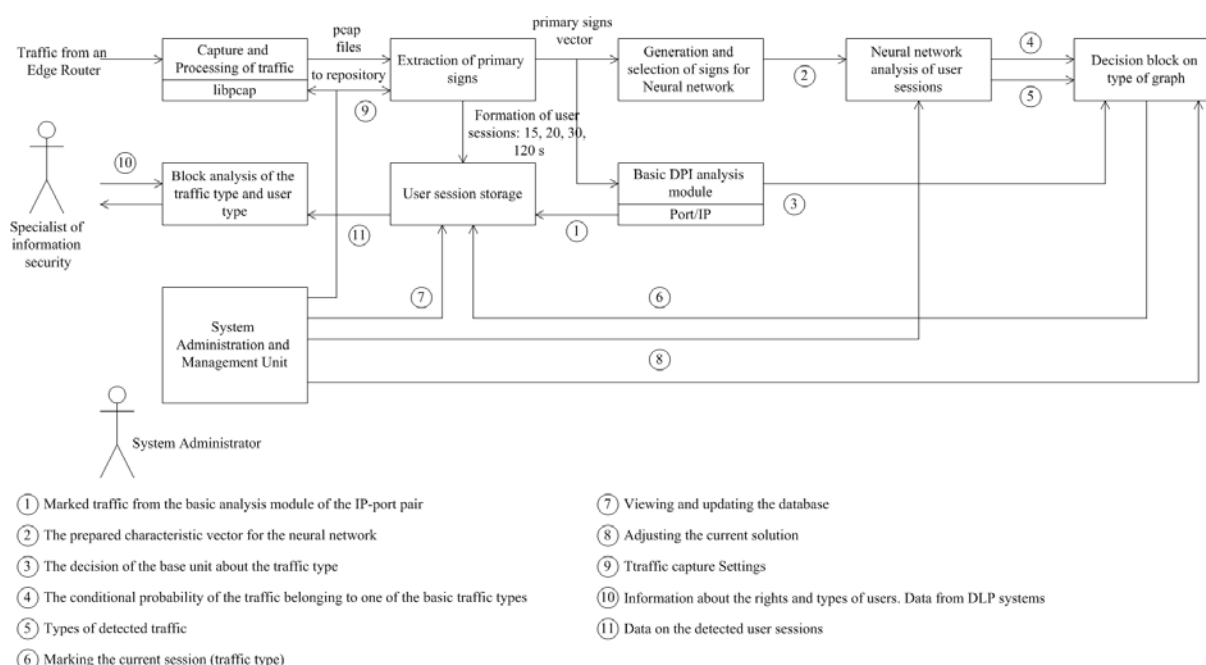 Traffic from an
Edge Router
Capture and
Processing of traffic
libpcap
pcap
files
to repository
9
Extraction of primary
signs
primary signs
vector
Generation and
selection of signs for
Neural network
2
Neural network
analysis of user
sessions
4
5
Decision block on
type of graph
Formation of user
sessions: 15, 20, 30,
120 s
10
Specialist of
information
security
Block analysis of the
traffic type and user
type
11
User session storage
1
Basic DPI analysis
module
Port/IP
3
System
Administration and
Management Unit
7
6
8
System Administrator
1 Marked traffic from the basic analysis module of the IP-port pair
2 The prepared characteristic vector for the neural network
3 The decision of the base unit about the traffic type
4 The conditional probability of the traffic belonging to one of the basic traffic types
5 Types of detected traffic
6 Marking the current session (traffic type)
7 Viewing and updating the database
8 Adjusting the current solution
9 Ttraffic capture Settings
10 Information about the rights and types of users. Data from DLP systems
11 Data on the detected user sessions